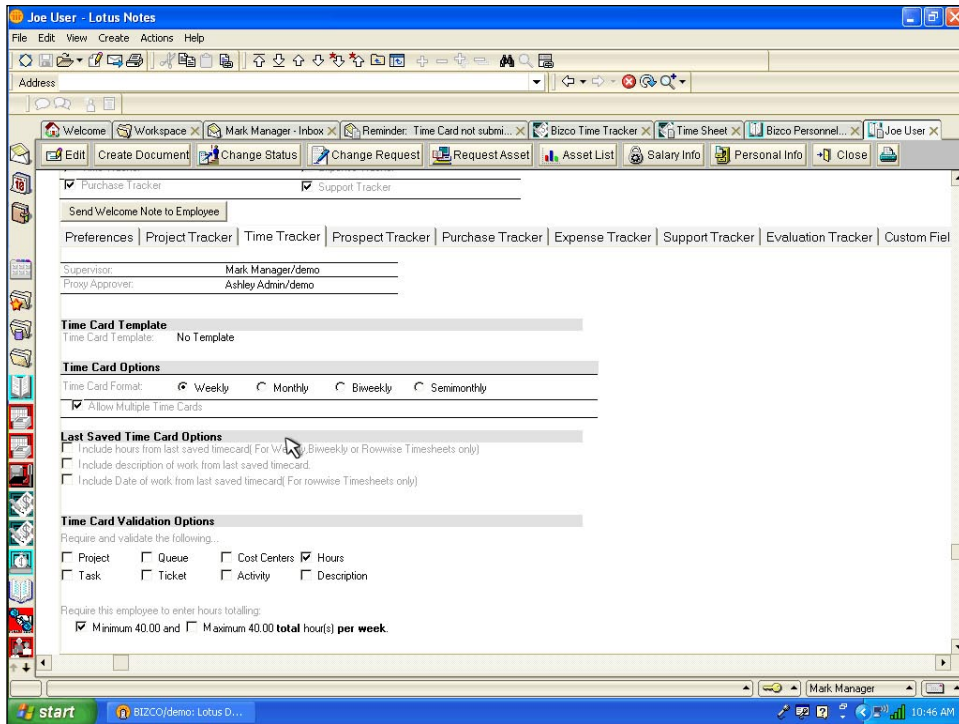 Joe User - Lotus Notes
File Edit View Create Actions Help
Address
Welcome Workspace Mark Manager - Inbox Reminder: Time Card not submi... Bizco Time Tracker Time Sheet Bizco Personnel... Joe User
Edit Create Document Change Status Change Request Request Asset Asset List Salary Info Personal Info Close
Purchase Tracker Support Tracker
Send Welcome Note to Employee
Preferences Project Tracker Time Tracker Prospect Tracker Purchase Tracker Expense Tracker Support Tracker Evaluation Tracker Custom Fiel
Supervisor: Mark Manager/demo
Proxy Approver: Ashley Admin/demo
Time Card Template
Time Card Template: No Template
Time Card Options
Time Card Format: Weekly Monthly Biweekly Semimonthly
Allow Multiple Time Cards
Last Saved Time Card Options
Include hours from last saved timecard( For Weekly,Biweekly or Rowwise Timesheets only)
Include description of work from last saved timecard.
Include Date of work from last saved timecard( For rowwise Timesheets only)
Time Card Validation Options
Require and validate the following...
Project Queue Cost Centers Hours
Task Ticket Activity Description
Require this employee to enter hours totalling:
Minimum 40.00 and Maximum 40.00 total hour(s) per week.
Mark Manager
start BIZCO/demo: Lotus D... 10:46 AM